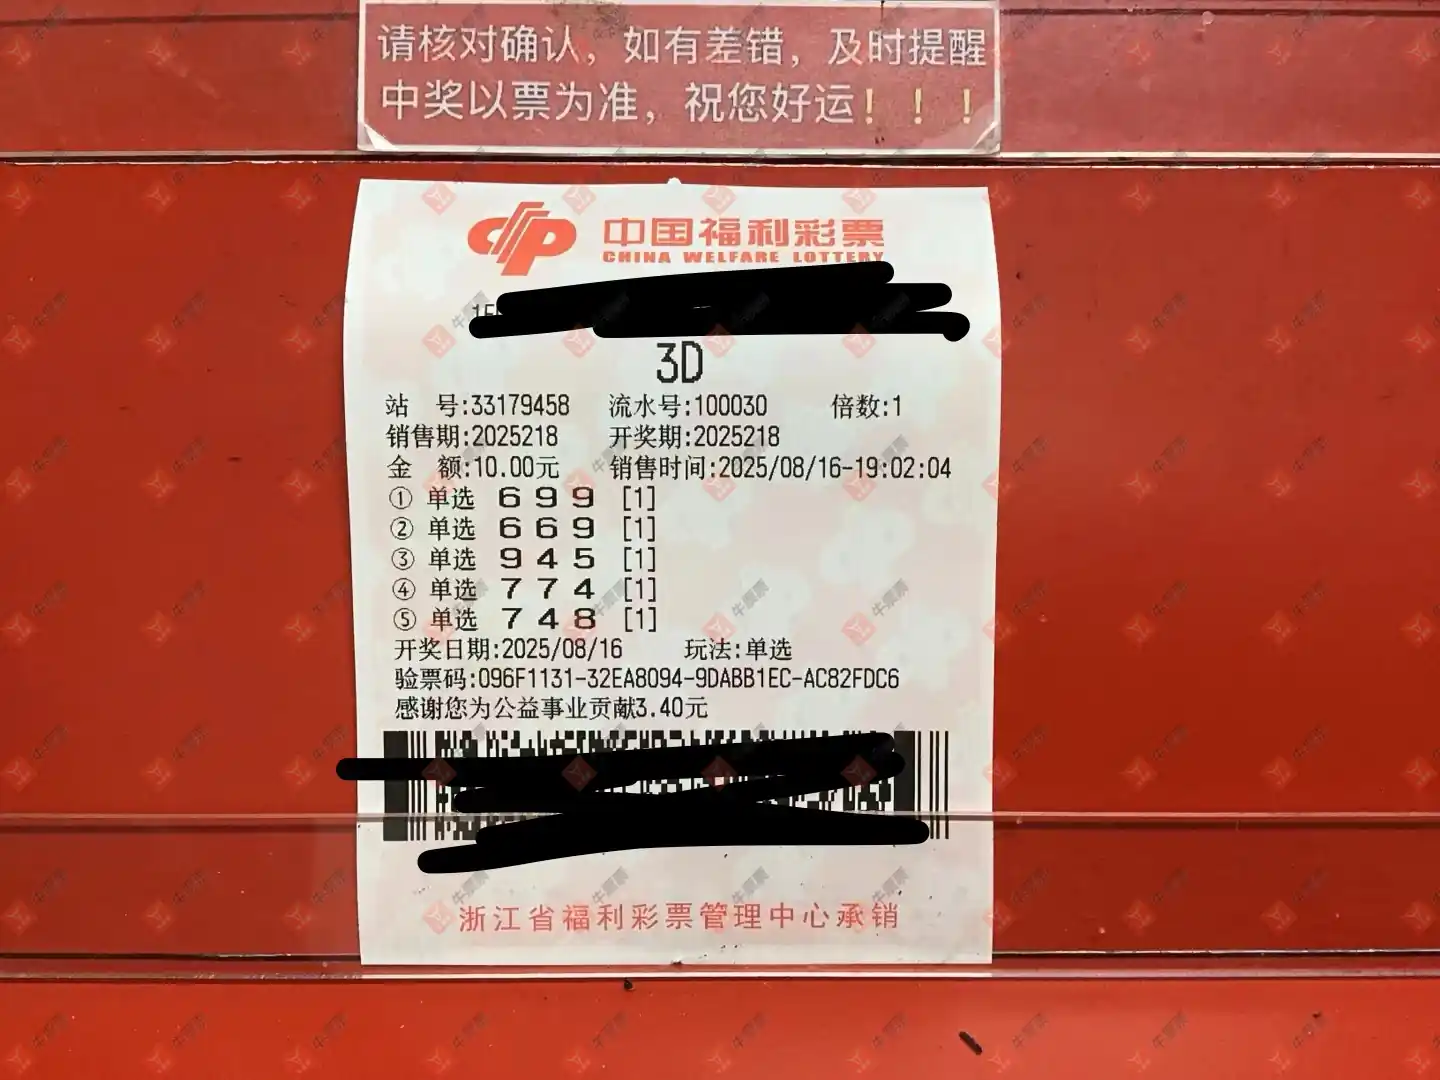 请核对确认，如有差错，及时提醒
中奖以票为准，祝您好运！！！
中国福利彩票
CHINA WELFARE LOTTERY
3D
站 号:33179458 流水号:100030 倍数:1
销售期:2025218 开奖期:2025218
金 额:10.00元 销售时间:2025/08/16-19:02:04
① 单选 6 9 9 [1]
② 单选 6 6 9 [1]
③ 单选 9 4 5 [1]
④ 单选 7 7 4 [1]
⑤ 单选 7 4 8 [1]
开奖日期:2025/08/16 玩法:单选
验票码:096F1131-32EA8094-9DABB1EC-AC82FDC6
感谢您为公益事业贡献3.40元
浙江省福利彩票管理中心承销